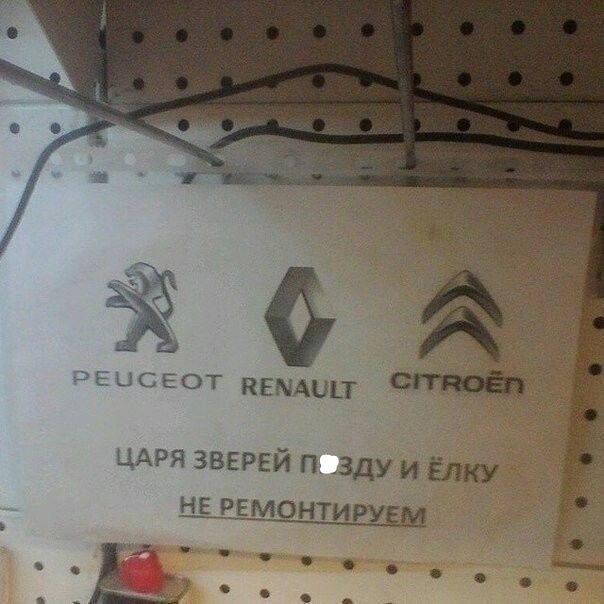 PEUGEOT RENAULT CITROËN
ЦАРЯ ЗВЕРЕЙ И ЁЛКУ
НЕ РЕМОНТИРУЕМ